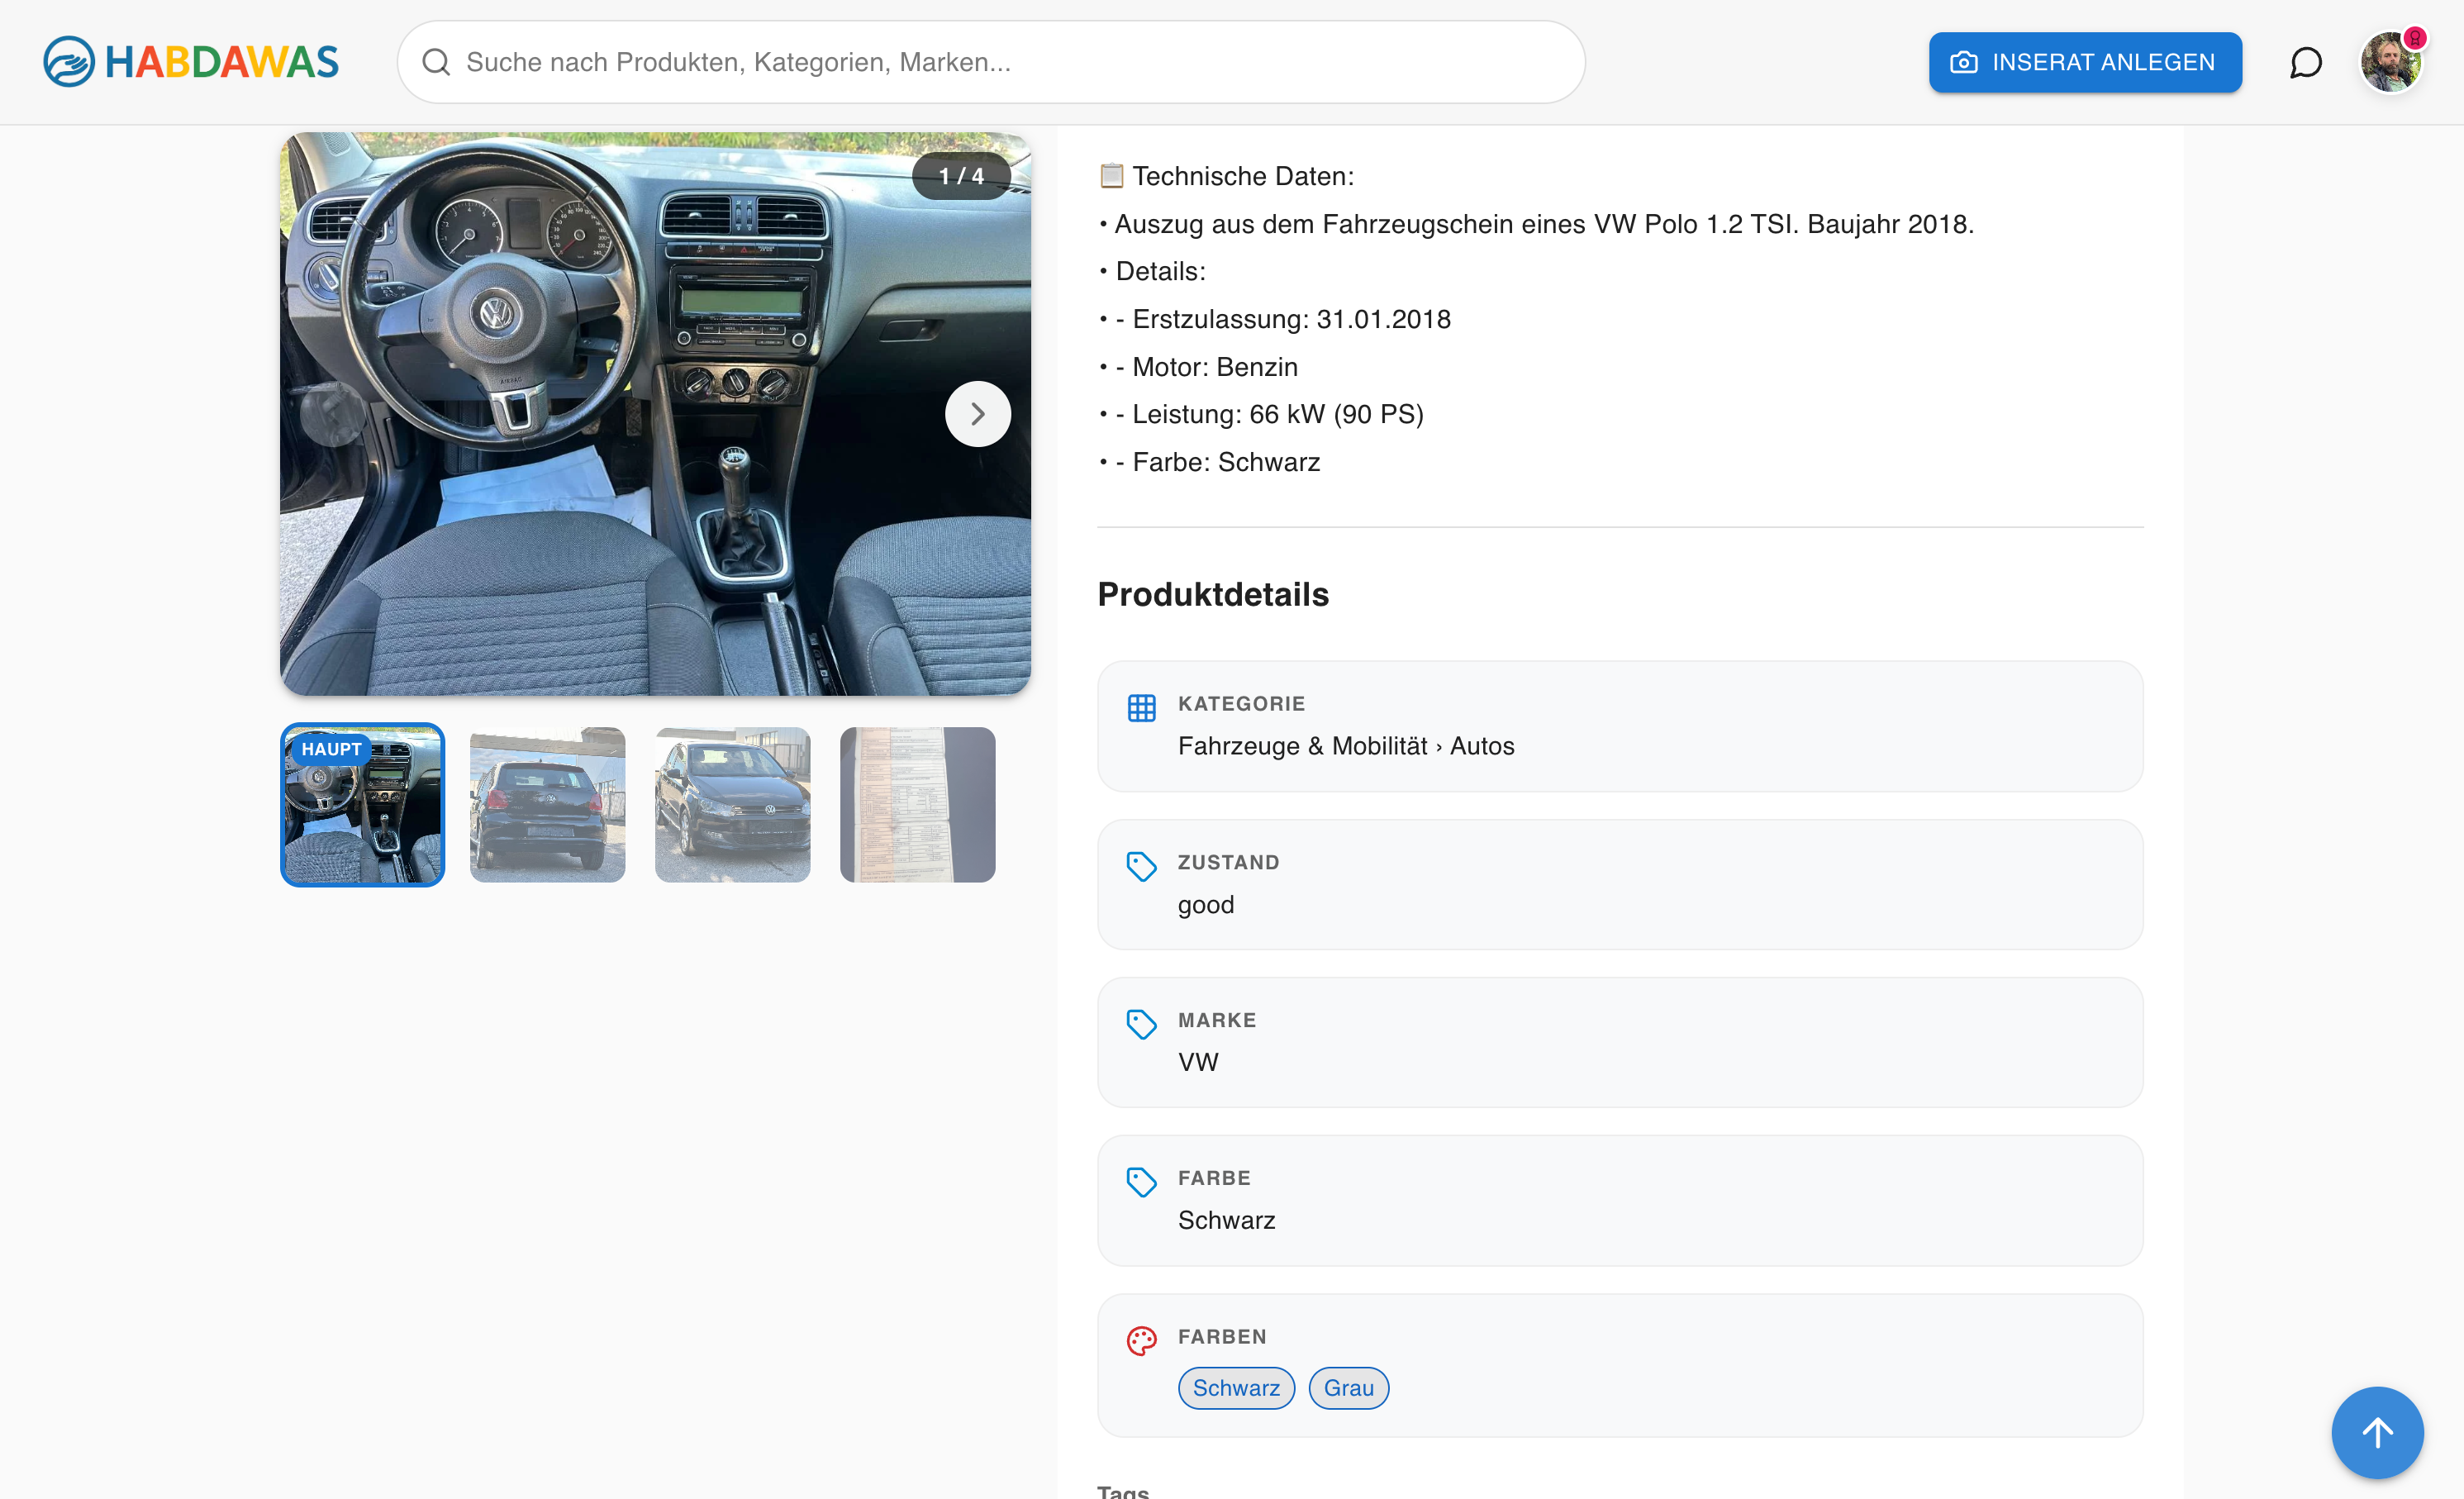 HABDAWAS
Suche nach Produkten, Kategorien, Marken...
INSERAT ANLEGEN
1 / 4
AIRBAG
HAUPT
📋 Technische Daten:
• Auszug aus dem Fahrzeugschein eines VW Polo 1.2 TSI. Baujahr 2018.
• Details:
• - Erstzulassung: 31.01.2018
• - Motor: Benzin
• - Leistung: 66 kW (90 PS)
• - Farbe: Schwarz
Produktdetails
KATEGORIE
Fahrzeuge & Mobilität › Autos
ZUSTAND
good
MARKE
VW
FARBE
Schwarz
FARBEN
Schwarz
Grau
Tags